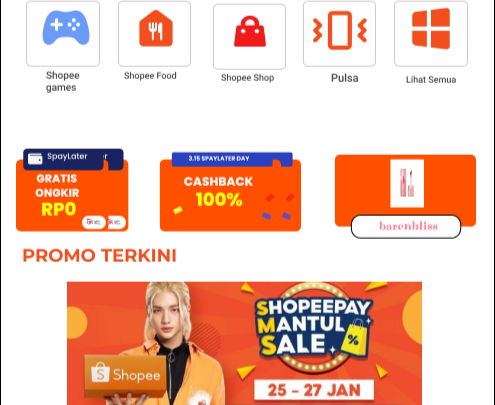 Shopee
games
Shopee Food
Shopee Shop
Pulsa
Lihat Semua
SpayLater
r
GRATIS
ONGKIR
RP0
3.15 SPAYLATER DAY
CASHBACK
100%
barenbliss
PROMO TERKINI
SHOPEEPAY
MANTUL
SALE
%
S Shopee
25 – 27 JAN